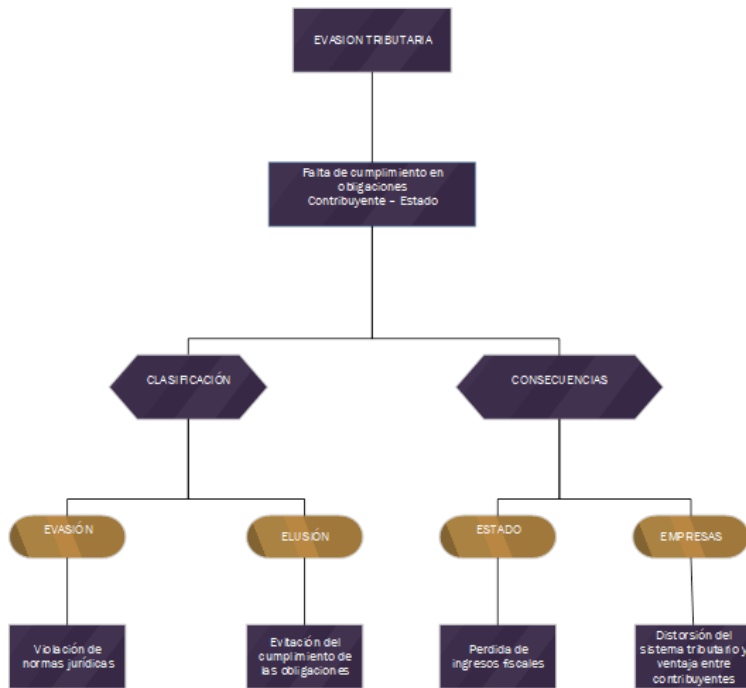 EVASION TRIBUTARIA
Falta de cumplimiento en
obligaciones
Contribuyente – Estado
CLASIFICACIÓN
CONSECUENCIAS
EVASIÓN
ELUSIÓN
ESTADO
EMPRESAS
Violación de
normas jurídicas
Evitación del
cumplimiento de
las obligaciones
Perdida de
ingresos fiscales
Distorsión del
sistema tributario y
ventaja entre
contribuyentes